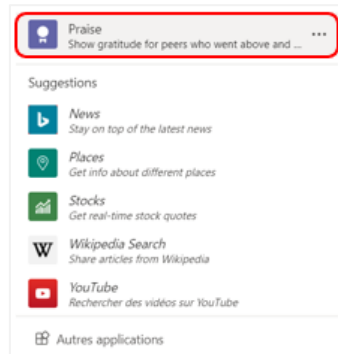 Praise
Show gratitude for peers who went above and ...
Suggestions
News
Stay on top of the latest news
Places
Get info about different places
Stocks
Get real-time stock quotes
W
Wikipedia Search
Share articles from Wikipedia
YouTube
Rechercher des vidéos sur YouTube
Autres applications